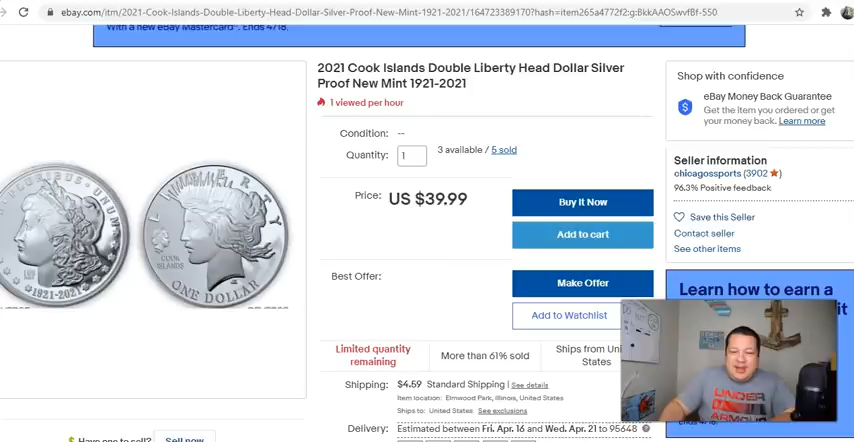 ebay.com/itm/2021-Cook-Islands-Double-Liberty-Head-Dollar-Silver-Proof-New-Mint-1921-2021/164723389170?hash=item265a4772f2:g:BkkAAOSwvfBf-550
With a new eBay Mastercard. Ends 4/18.
2021 Cook Islands Double Liberty Head Dollar Silver
Proof New Mint 1921-2021
1 viewed per hour
Condition: --
Quantity: 1 3 available / 5 sold
Price: US $39.99
Buy It Now
Add to cart
Best Offer:
Make Offer
Add to Watchlist
Limited quantity
remaining
More than 61% sold
Ships from
States
Shipping: $4.59 Standard Shipping | See details
Item location: Elmwood Park, Illinois, United States
Ships to: United States See exclusions
Delivery: Estimated between Fri. Apr. 16 and Wed. Apr. 21 to 95648
Shop with confidence
eBay Money Back Guarantee
Get the item you ordered or get
your money back. Learn more
Seller information
chicagossports (3902)
96.3% Positive feedback
Save this Seller
Contact seller
See other items
Learn how to earn a
it
PLURIBUS UNUM
1921-2021
LIBERTY
COOK
ISLANDS
ONE DOLLAR
UNDER
ARMOUR
Have one to sell? Sell now